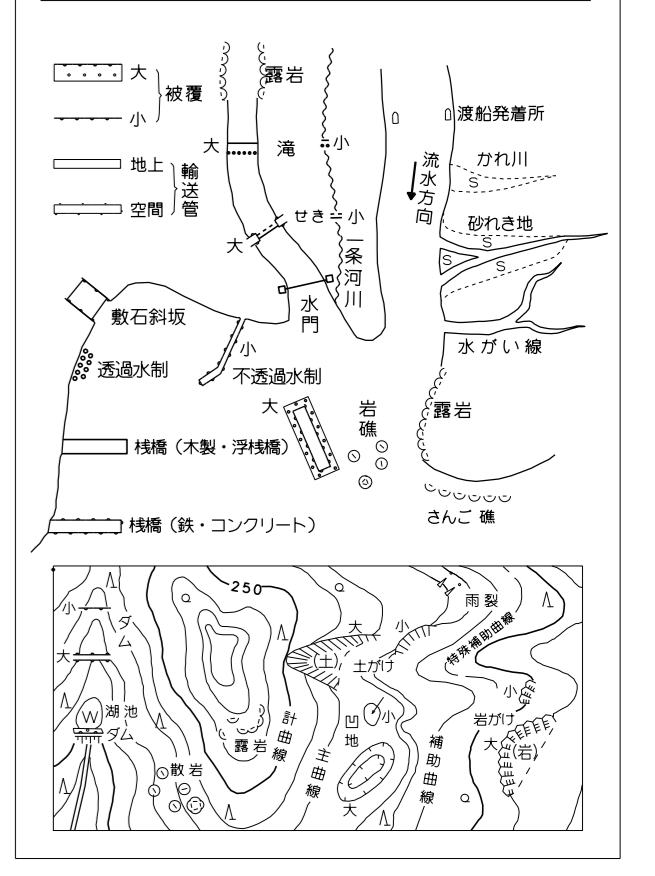 大
小
被覆
地上
空間
輸送管
露岩
大
滝
小
せき
小
大
一条河川
水門
渡船発着所
流水方向
かれ川
S
砂れき地
S
S
S
水がい線
敷石斜坂
透過水制
小
不透過水制
大
岩礁
露岩
桟橋（木製・浮桟橋）
さんご礁
桟橋（鉄・コンクリート）
250
小
ダム
大
W
湖池
ダム
散岩
露岩
計曲線
主曲線
大
小
(土)
土がけ
雨裂
特殊補助曲線
凹地
小
大
補助曲線
小
岩がけ
大
(岩)